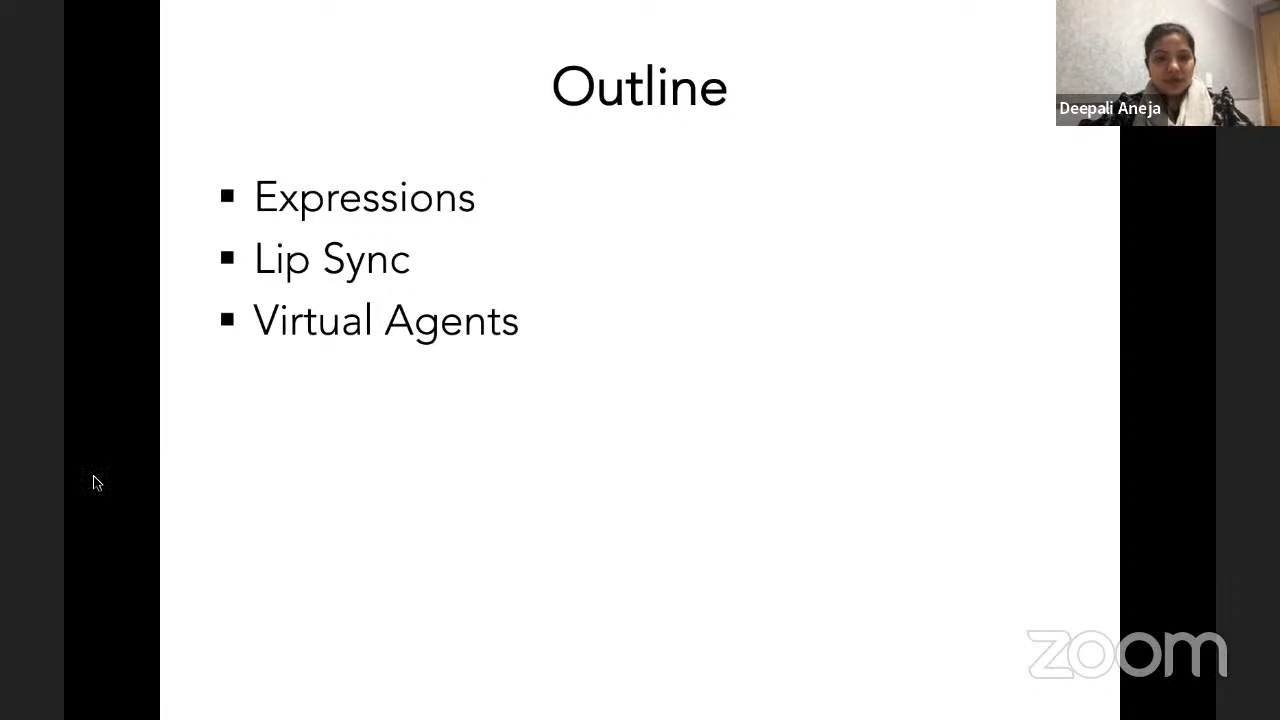 Outline
Deepali Aneja
▪ Expressions
▪ Lip Sync
▪ Virtual Agents
zoom